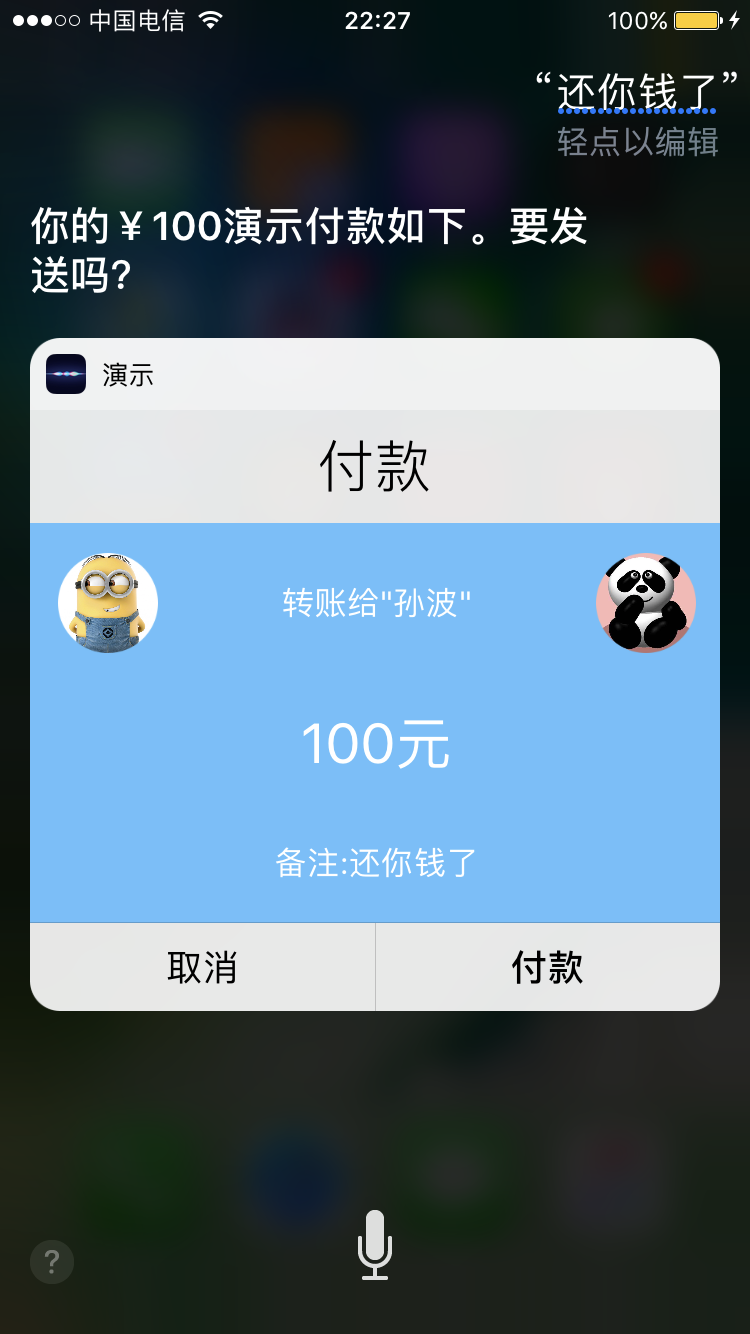 中国电信
22:27
100%
“还你钱了”
轻点以编辑
你的￥100演示付款如下。要发
送吗?
演示
付款
转账给"孙波"
100元
备注:还你钱了
取消
付款
?